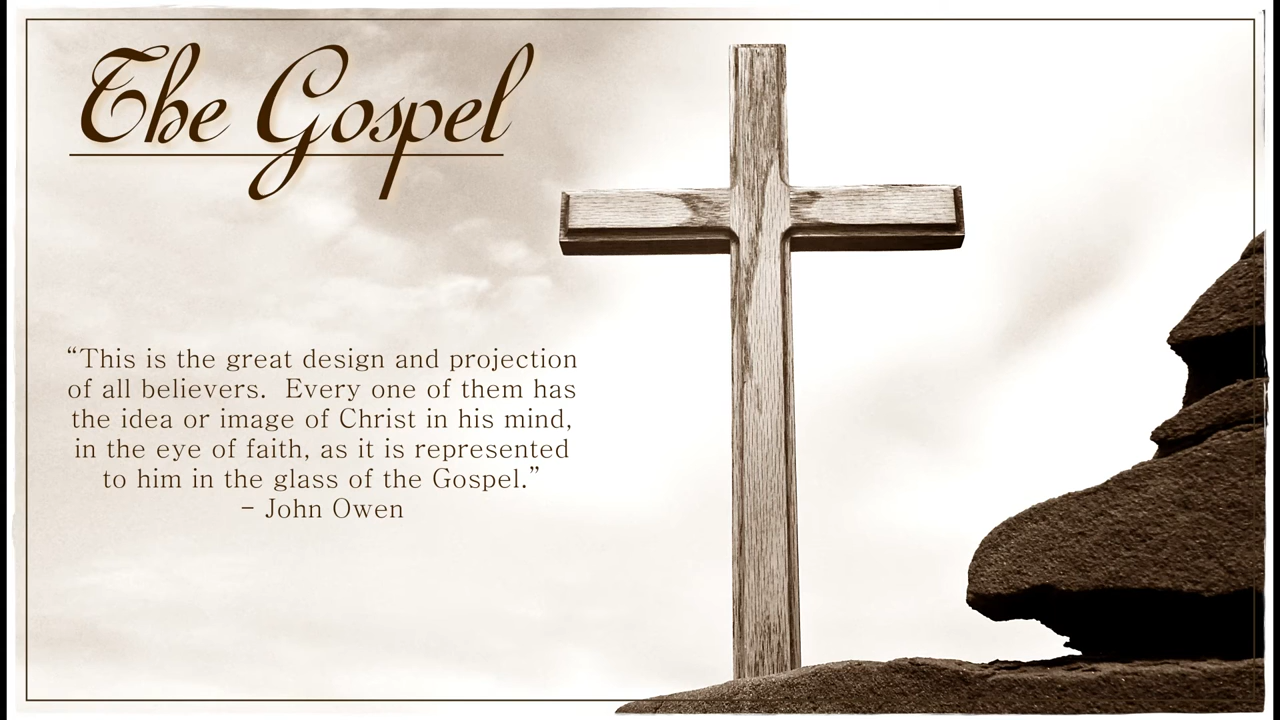 The Gospel
“This is the great design and projection
of all believers.  Every one of them has
the idea or image of Christ in his mind,
in the eye of faith, as it is represented
to him in the glass of the Gospel.”
– John Owen